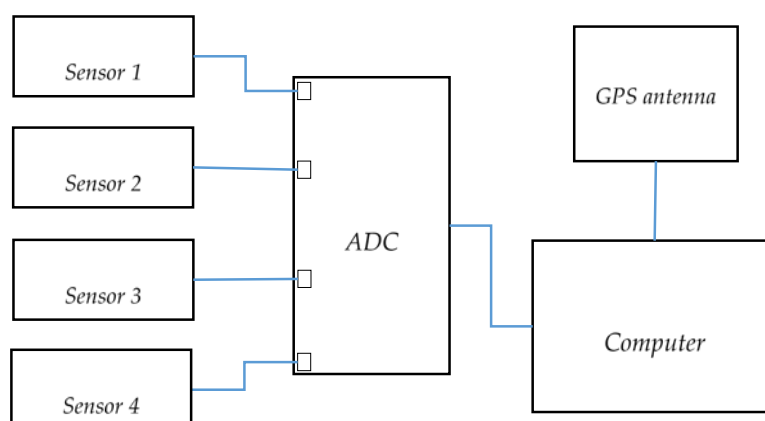 Sensor 1
GPS antenna
Sensor 2
ADC
Sensor 3
Computer
Sensor 4